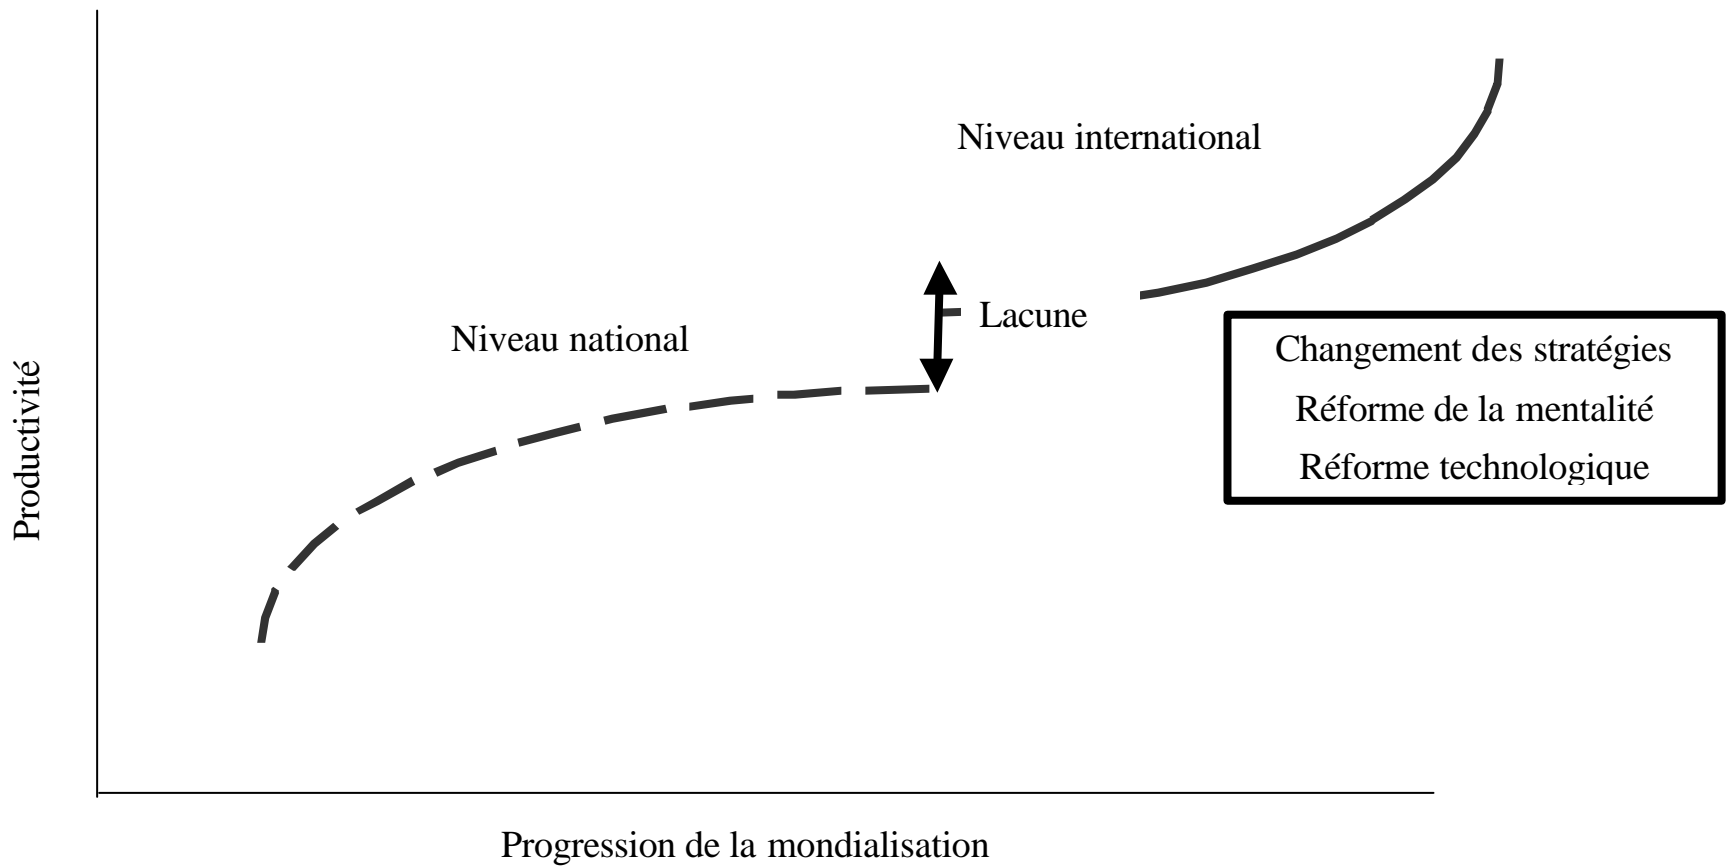 Niveau international
Lacune
Niveau national
Changement des stratégies
Réforme de la mentalité
Réforme technologique
Productivité
Progression de la mondialisation